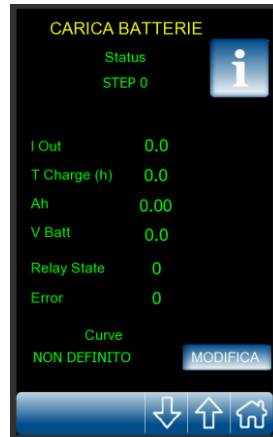 CARICA BATTERIE
Status
STEP 0
i
I Out 0.0
T Charge (h) 0.0
Ah 0.00
V Batt 0.0
Relay State 0
Error 0
Curve
NON DEFINITO MODIFICA